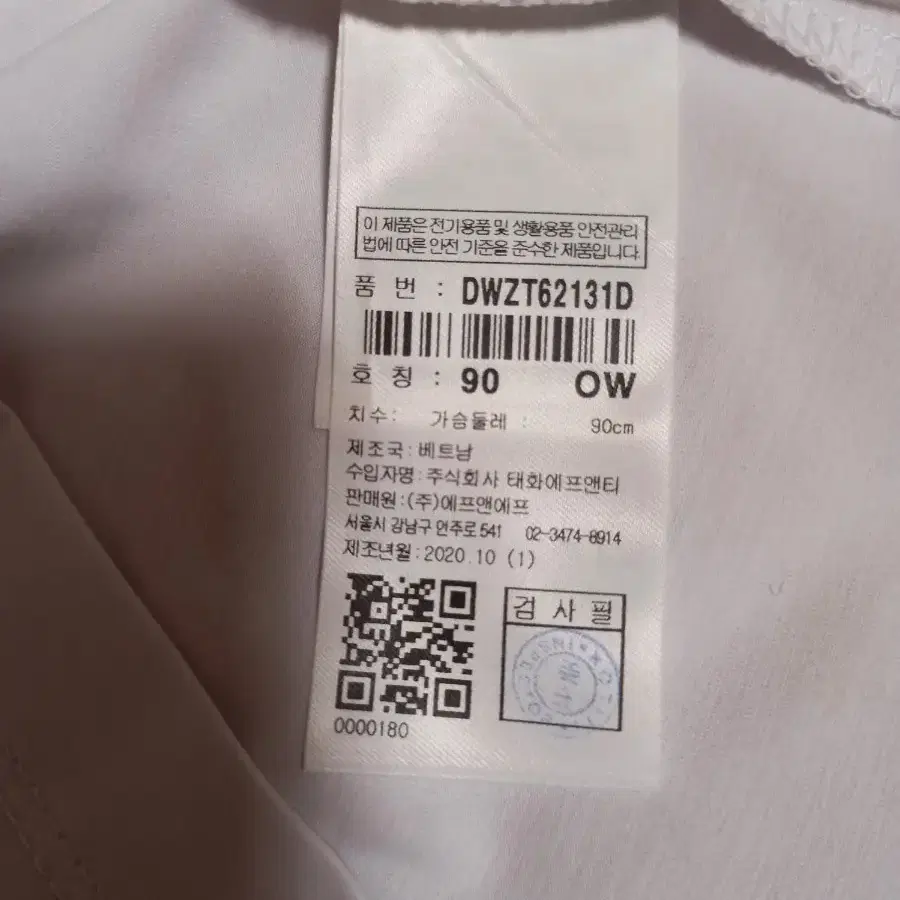 이 제품은 전기용품 및 생활용품 안전관리
법에 따른 안전 기준을 준수한 제품입니다.
품 번 : DWZT62131D
호 칭 : 90 OW
치수: 가슴둘레 : 90cm
제조국: 베트남
수입자명: 주식회사 태화에프앤티
판매원:(주)에프앤에프
서울시 강남구 언주로 541 02-3474-8914
제조년월: 2020.10 (1)
검 사 필
0000180